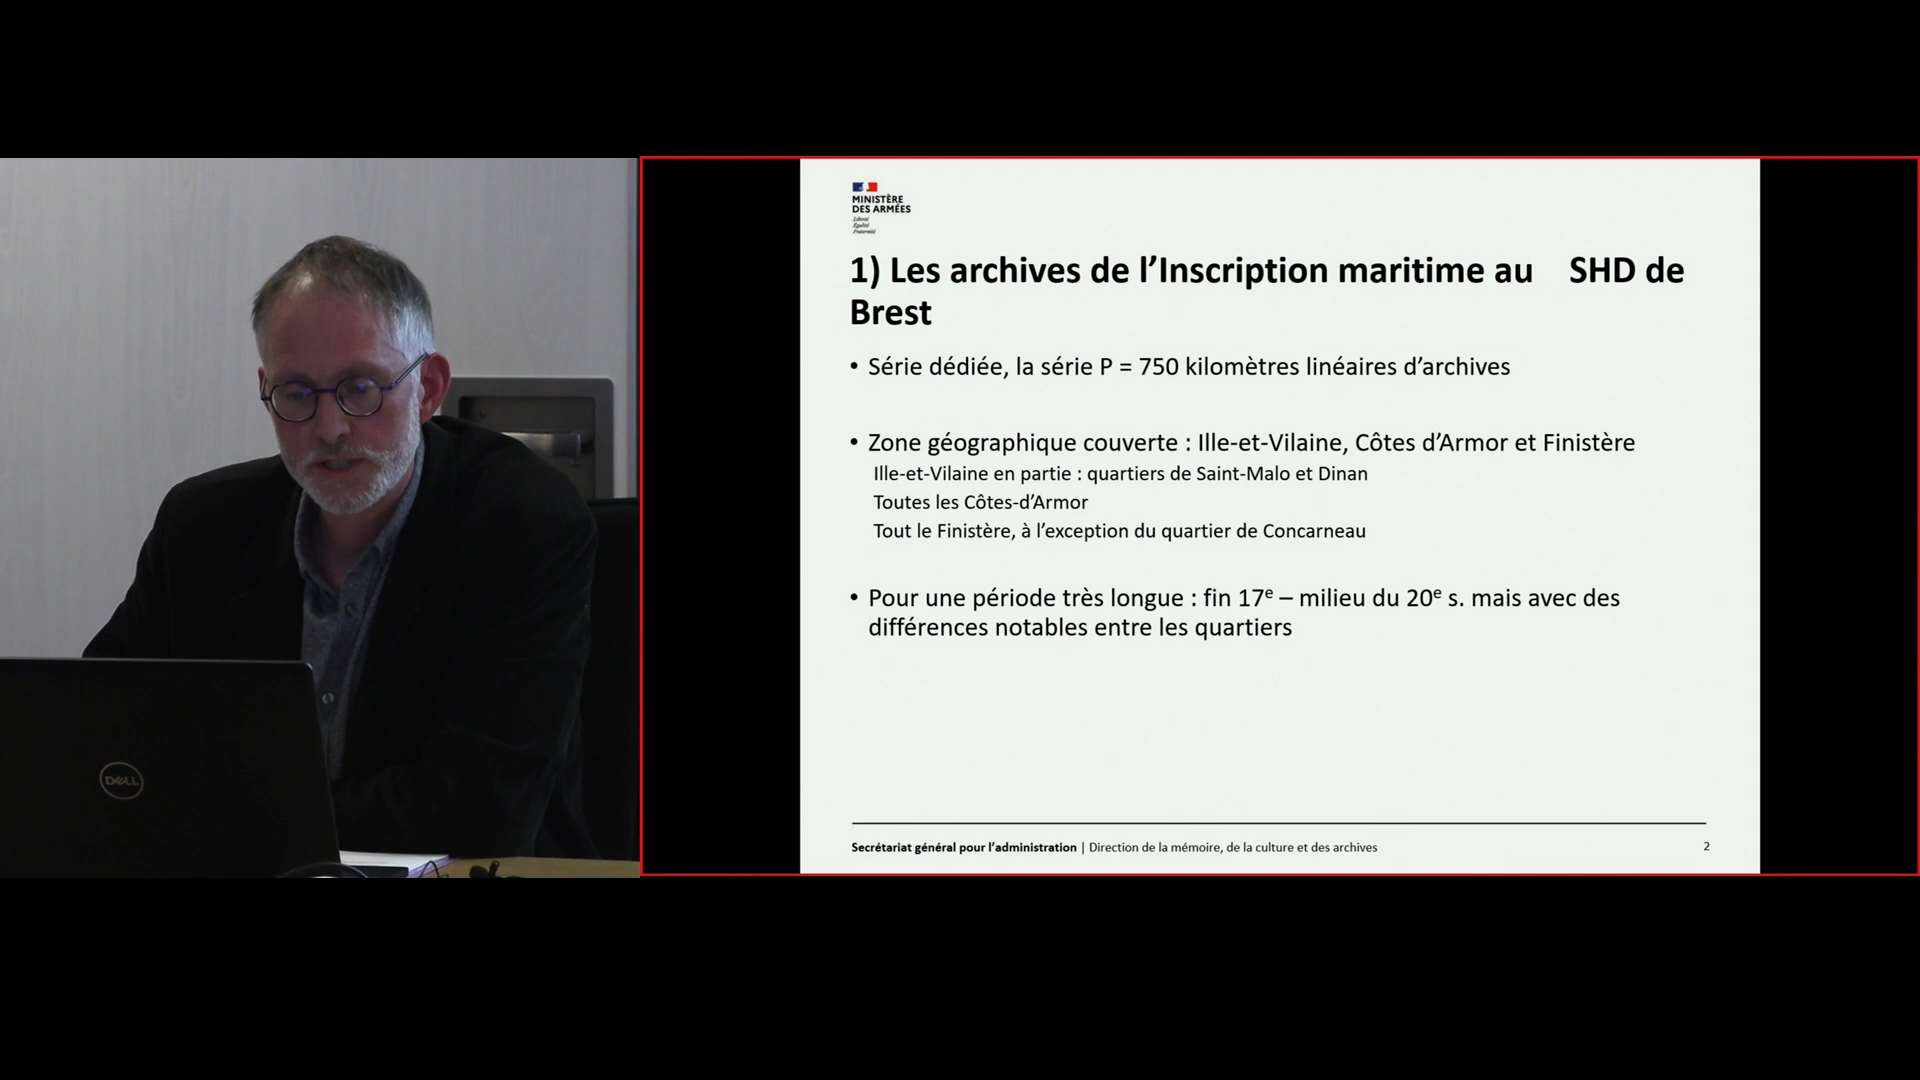 MINISTÈRE
DES ARMÉES
Liberté
Égalité
Fraternité
1) Les archives de l’Inscription maritime au SHD de
Brest
• Série dédiée, la série P = 750 kilomètres linéaires d’archives
• Zone géographique couverte : Ille-et-Vilaine, Côtes d’Armor et Finistère
Ille-et-Vilaine en partie : quartiers de Saint-Malo et Dinan
Toutes les Côtes-d’Armor
Tout le Finistère, à l’exception du quartier de Concarneau
• Pour une période très longue : fin 17e – milieu du 20e s. mais avec des
différences notables entre les quartiers
Secrétariat général pour l’administration | Direction de la mémoire, de la culture et des archives
2
DELL